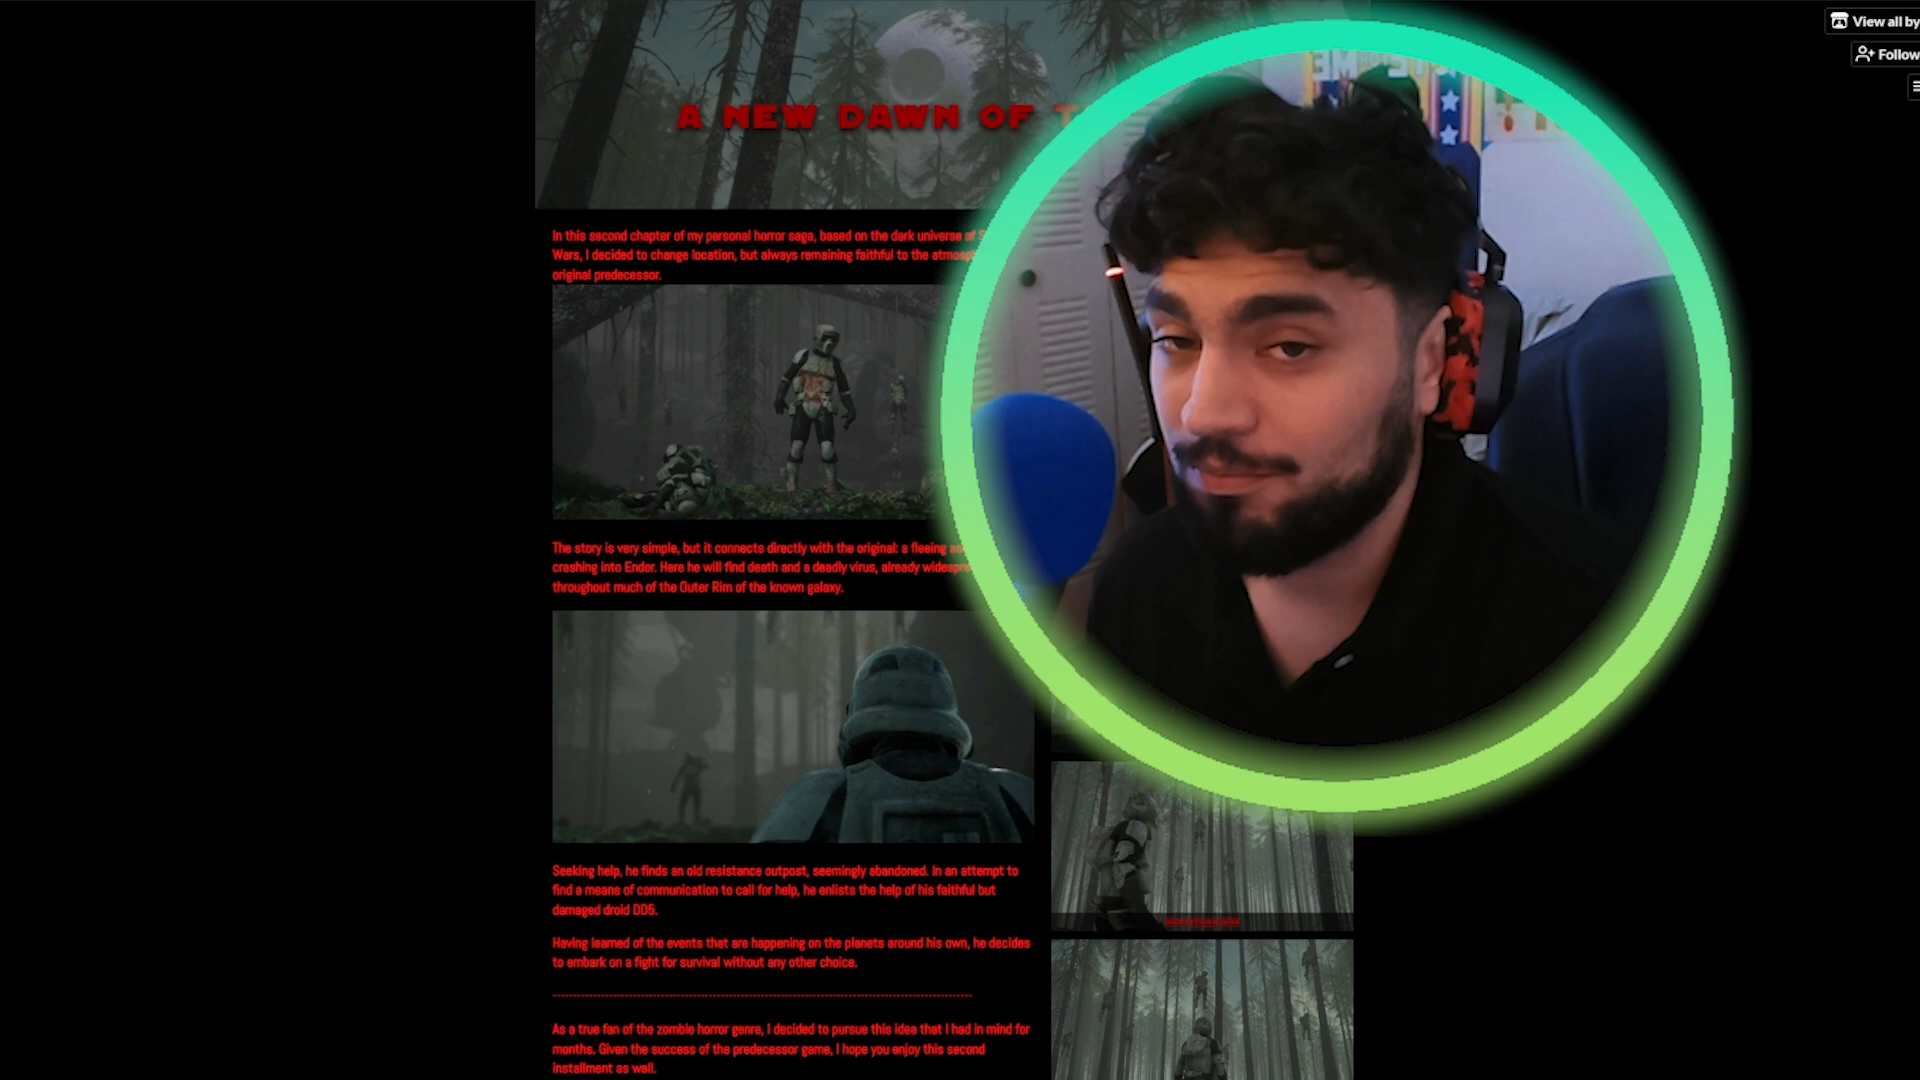 View all by
Follow
A NEW DAWN OF
In this second chapter of my personal horror saga, based on the dark universe of
Wars, I decided to change location, but always remaining faithful to the
original predecessor.
The story is very simple, but it connects directly with the original: a fleeing
crashing into Endor. Here he will find death and a deadly virus, already
throughout much of the Outer Rim of the known galaxy.
Seeking help, he finds an old resistance outpost, seemingly abandoned. In an attempt to
find a means of communication to call for help, he enlists the help of his faithful but
damaged droid DD5.
Having learned of the events that are happening on the planets around his own, he decides
to embark on a fight for survival without any other choice.
As a true fan of the zombie horror genre, I decided to pursue this idea that I had in mind for
months. Given the success of the predecessor game, I hope you enjoy this second
installment as well.